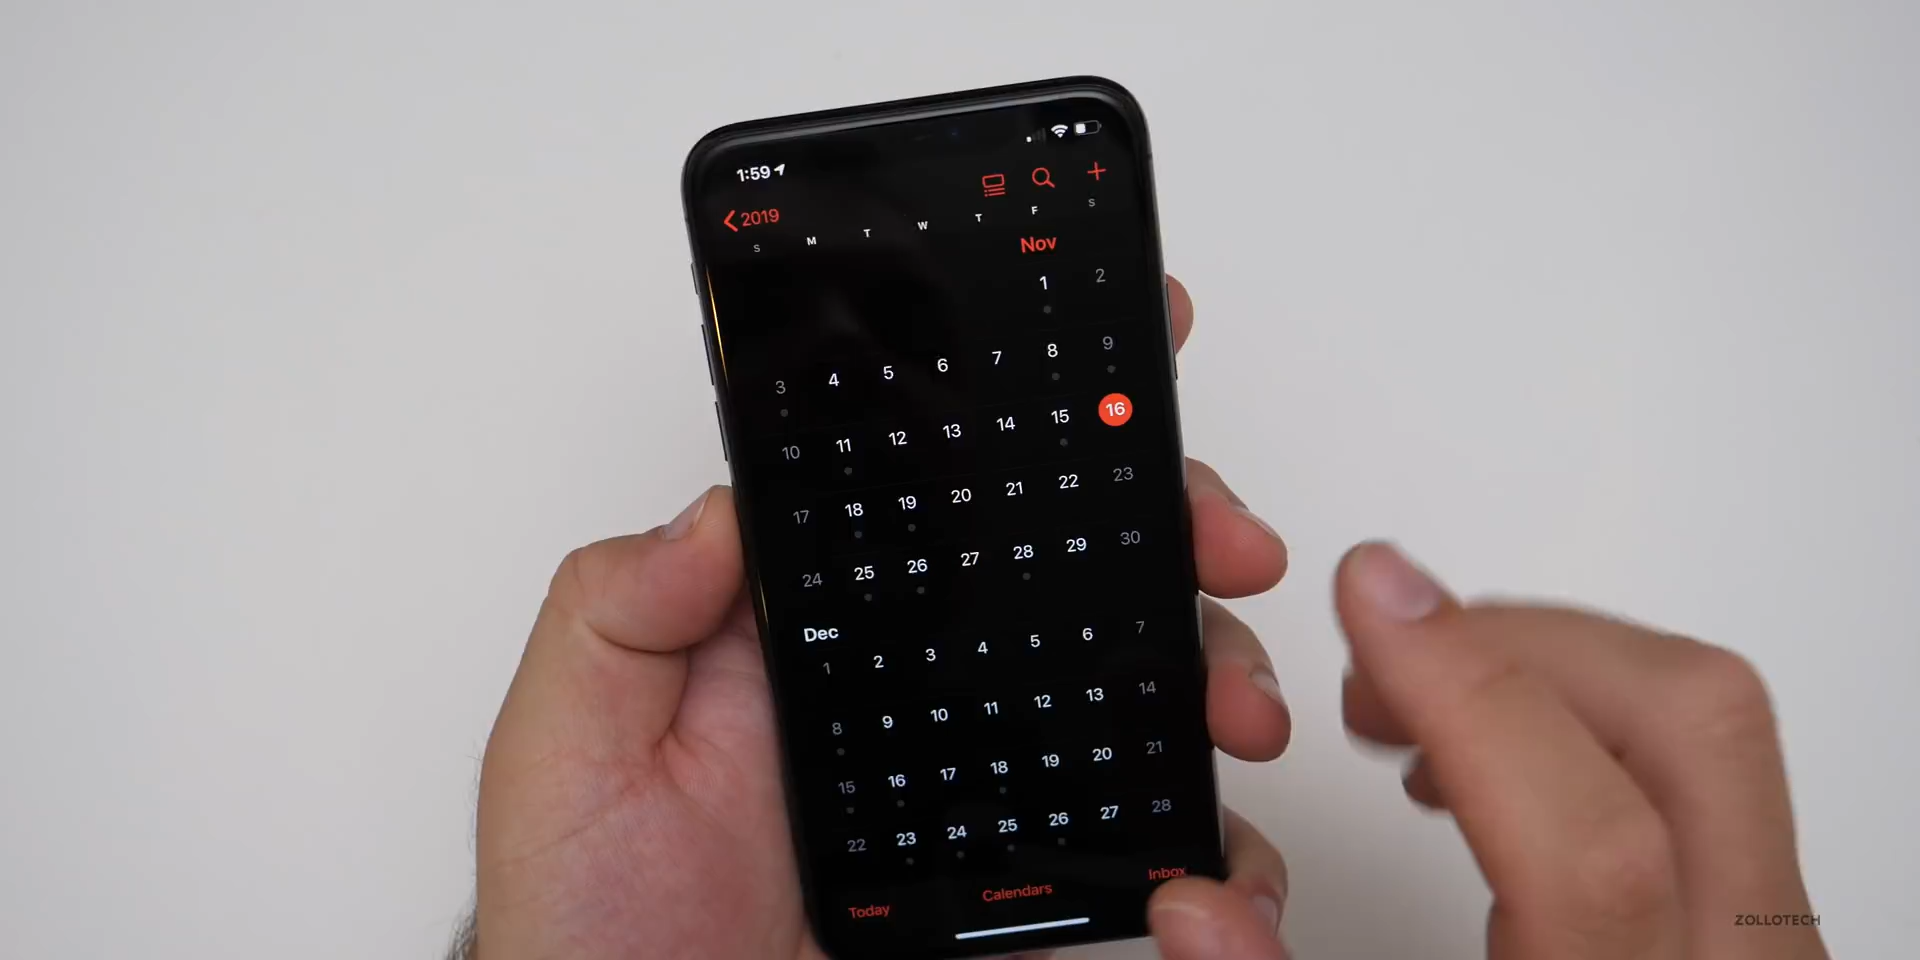 1:59
2019
S M T W T F S
Nov
1 2
3 4 5 6 7 8 9
10 11 12 13 14 15 16
17 18 19 20 21 22 23
24 25 26 27 28 29 30
Dec
1 2 3 4 5 6 7
8 9 10 11 12 13 14
15 16 17 18 19 20 21
22 23 24 25 26 27 28
Today Calendars Inbox
ZOLLOTECH